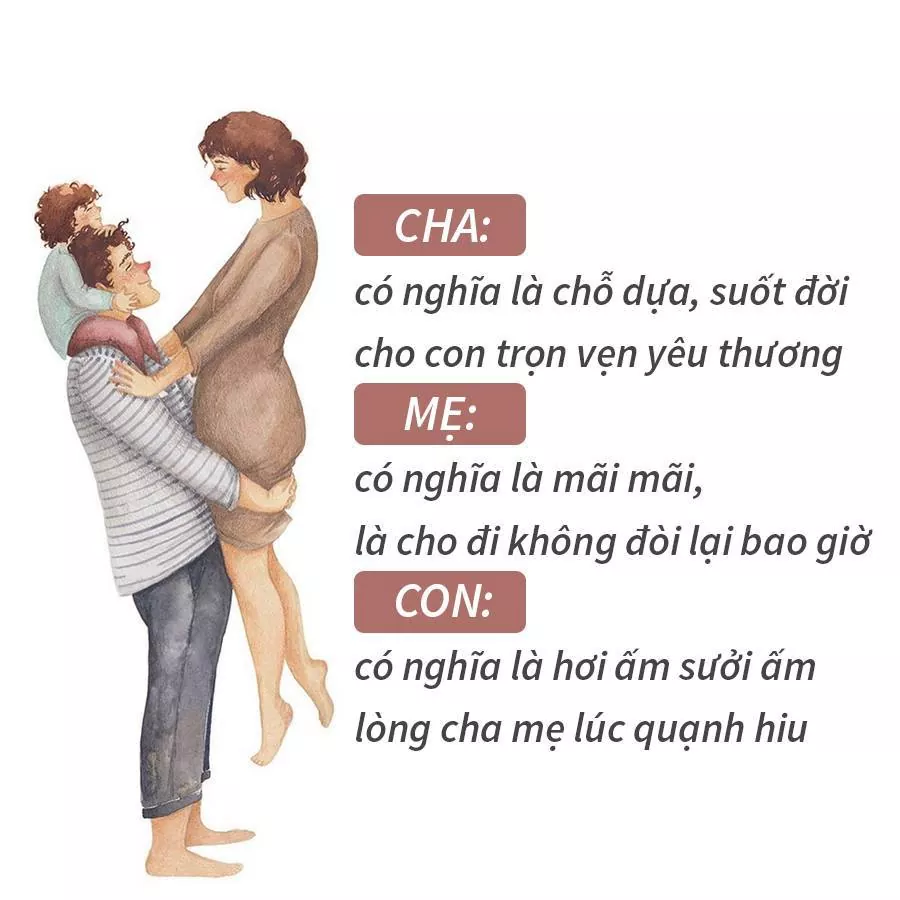 CHA:
có nghĩa là chỗ dựa, suốt đời
cho con trọn vẹn yêu thương
MẸ:
có nghĩa là mãi mãi,
là cho đi không đòi lại bao giờ
CON:
có nghĩa là hơi ấm sưởi ấm
lòng cha mẹ lúc quạnh hiu